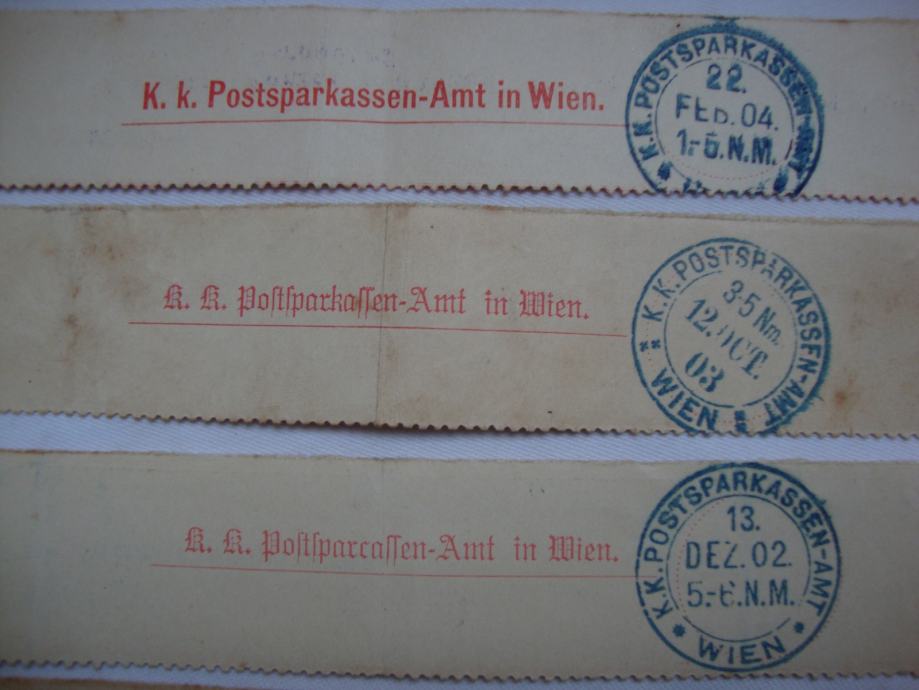 K. k. Postsparkassen-Amt in Wien.
K.K. POSTSPARKASSEN-AMT
22.
FEB. 04.
1-5.N.M.
K. K. Poſtſparkaſſen-Amt in Wien.
K.K. POSTSPARKASSEN-AMT
3-5 Nm.
12. OCT.
03
WIEN
K. K. Poſtſparcaſſen-Amt in Wien.
K.K. POSTSPARKASSEN-AMT
13.
DEZ. 02.
5.-6.N.M.
WIEN